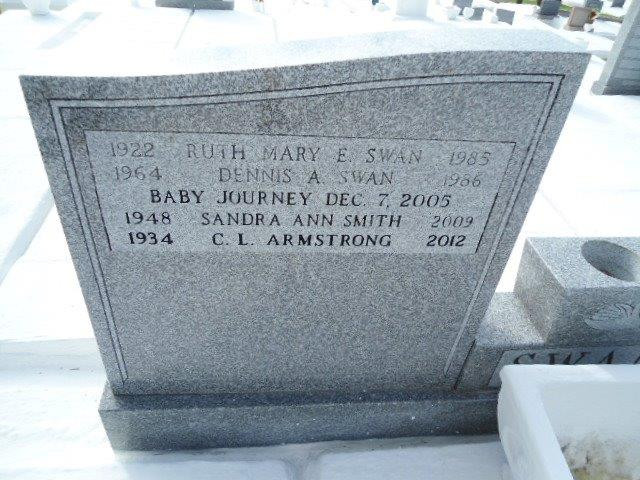 1922 RUTH MARY E. SWAN 1985
1964 DENNIS A. SWAN 1986
BABY JOURNEY DEC. 7, 2005
1948 SANDRA ANN SMITH 2009
1934 C. L. ARMSTRONG 2012